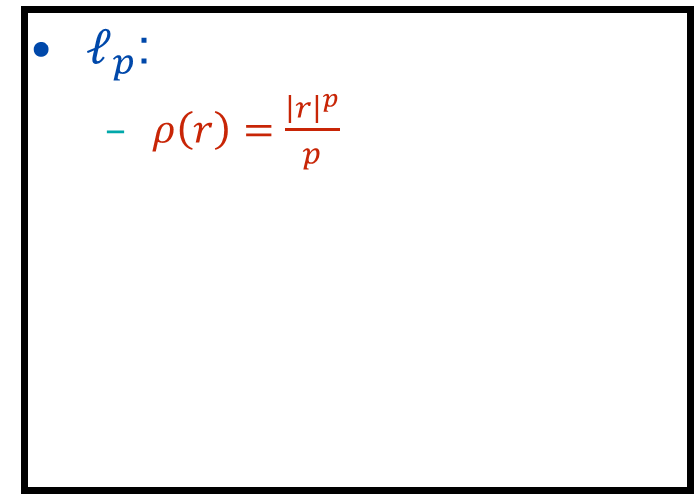 • ℓₚ:
– ρ(r) = |r|ᵖ / p